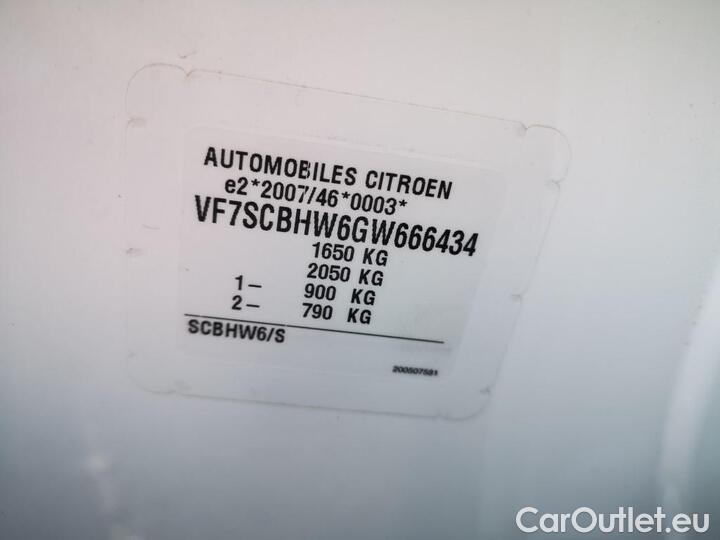 AUTOMOBILES CITROEN
e2*2007/46*0003*
VF7SCBHW6GW666434
1650 KG
2050 KG
1- 900 KG
2- 790 KG
SCBHW6/S
200507581
CarOutlet.eu